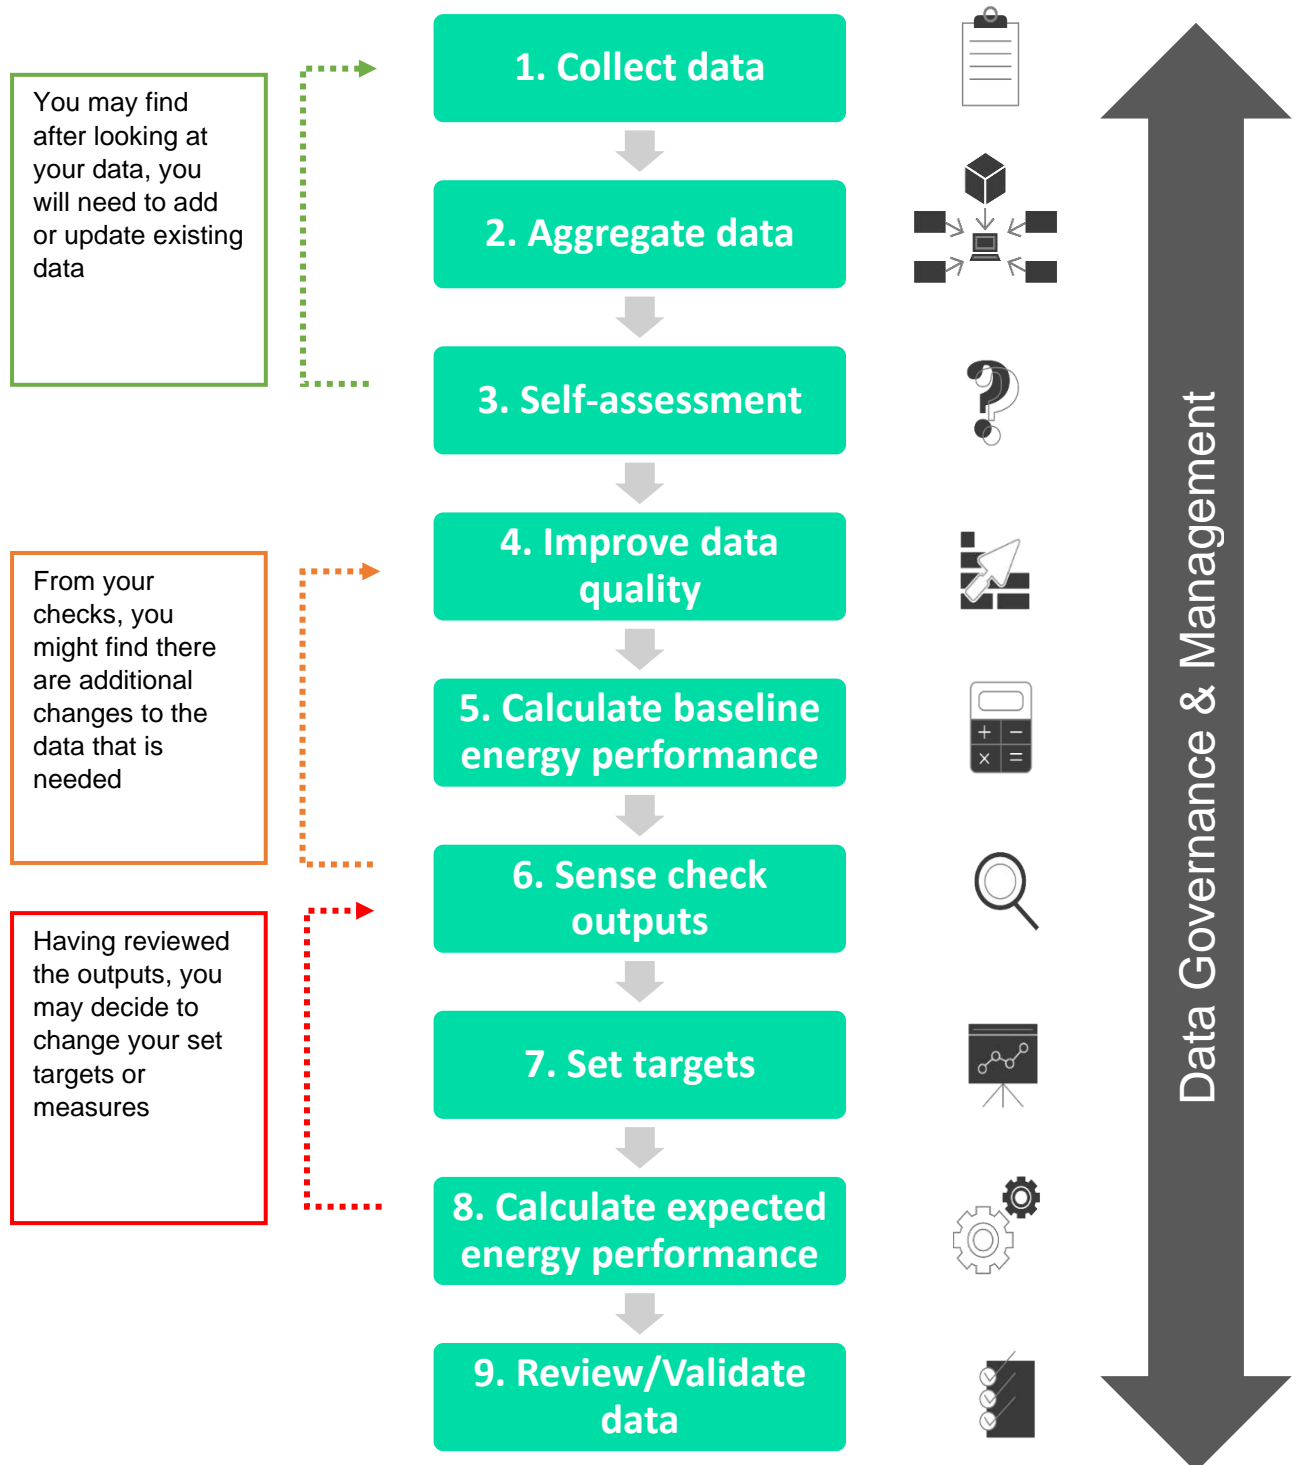 1. Collect data
You may find
after looking at
your data, you
will need to add
or update existing
data
2. Aggregate data
3. Self-assessment
4. Improve data
quality
From your
checks, you
might find there
are additional
changes to the
data that is
needed
5. Calculate baseline
energy performance
6. Sense check
outputs
Having reviewed
the outputs, you
may decide to
change your set
targets or
measures
7. Set targets
8. Calculate expected
energy performance
9. Review/Validate
data
Data Governance & Management